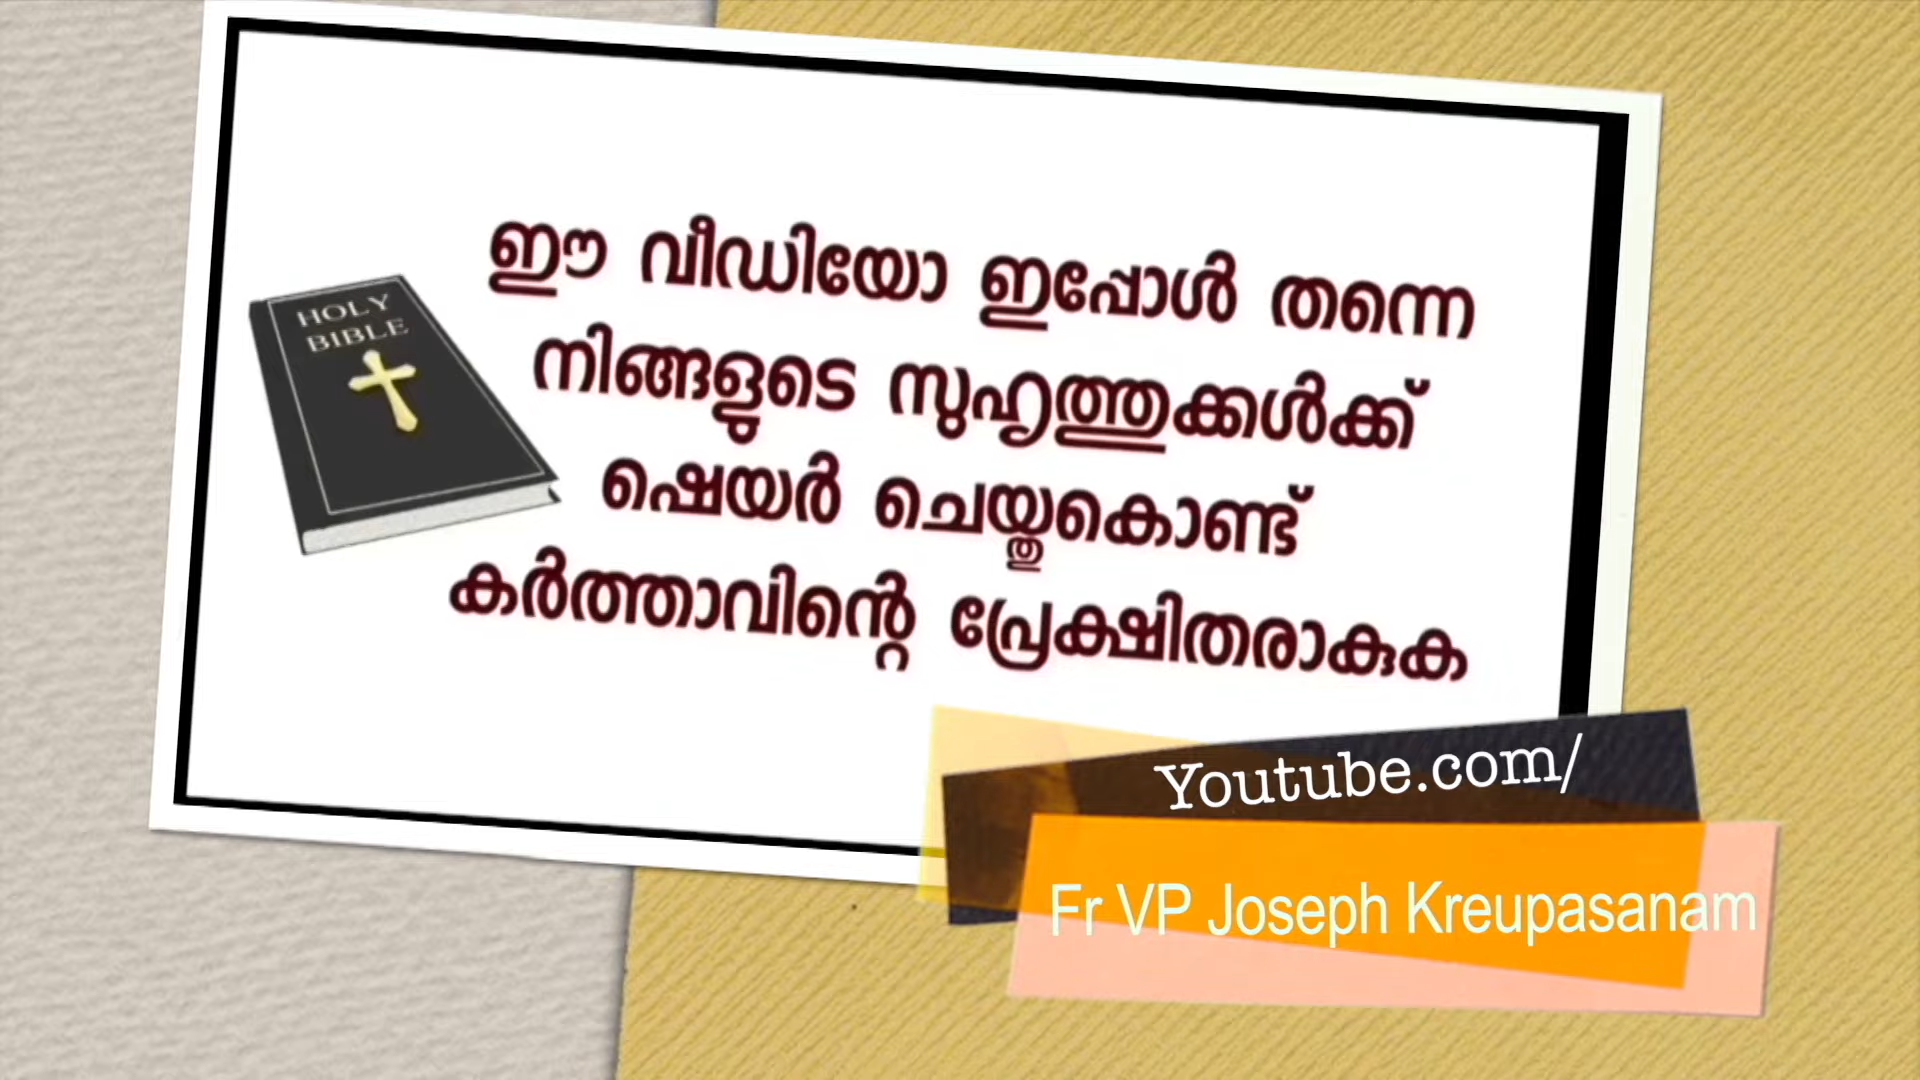 HOLY
BIBLE
ഈ വീഡിയോ ഇപ്പോൾ തന്നെ
നിങ്ങളുടെ സുഹൃത്തുക്കൾക്ക്
ഷെയർ ചെയ്തുകൊണ്ട്
കർത്താവിന്റെ പ്രേക്ഷിതരാകുക
Youtube.com/
Fr VP Joseph Kreupasanam